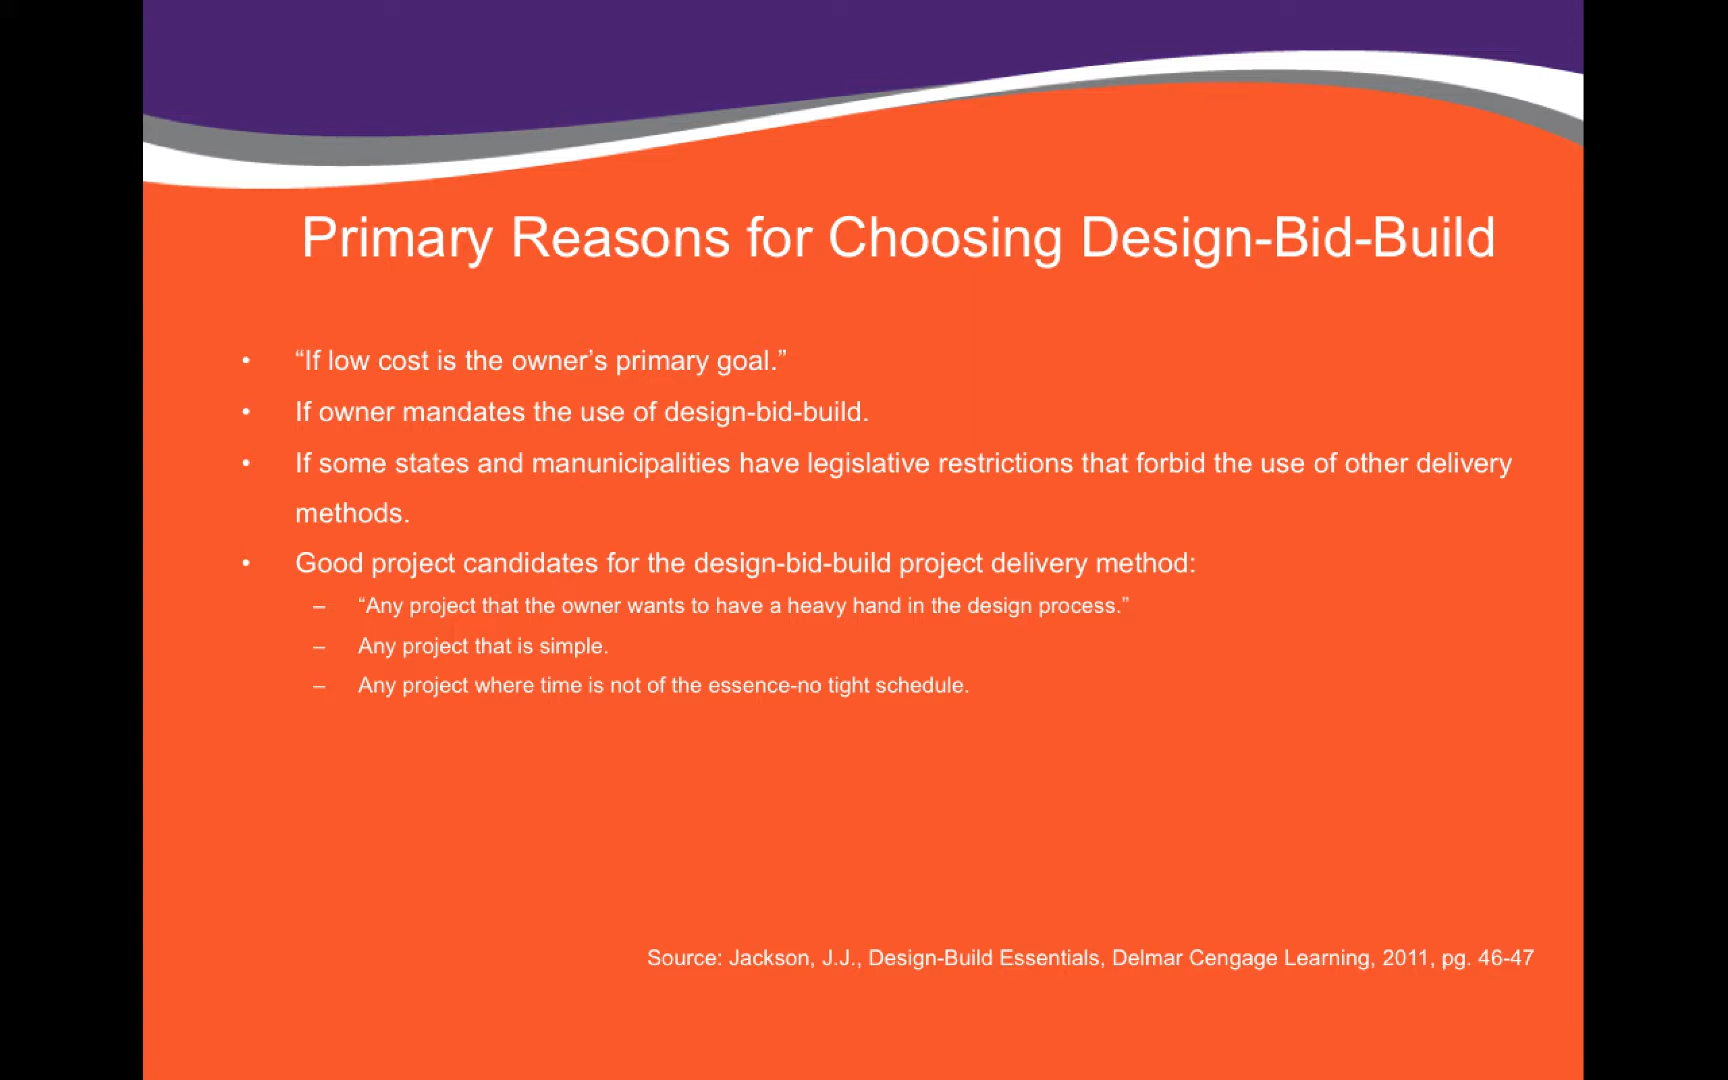 Primary Reasons for Choosing Design-Bid-Build
• “If low cost is the owner’s primary goal.”
• If owner mandates the use of design-bid-build.
• If some states and manunicipalities have legislative restrictions that forbid the use of other delivery
methods.
• Good project candidates for the design-bid-build project delivery method:
– “Any project that the owner wants to have a heavy hand in the design process.”
– Any project that is simple.
– Any project where time is not of the essence-no tight schedule.
Source: Jackson, J.J., Design-Build Essentials, Delmar Cengage Learning, 2011, pg. 46-47